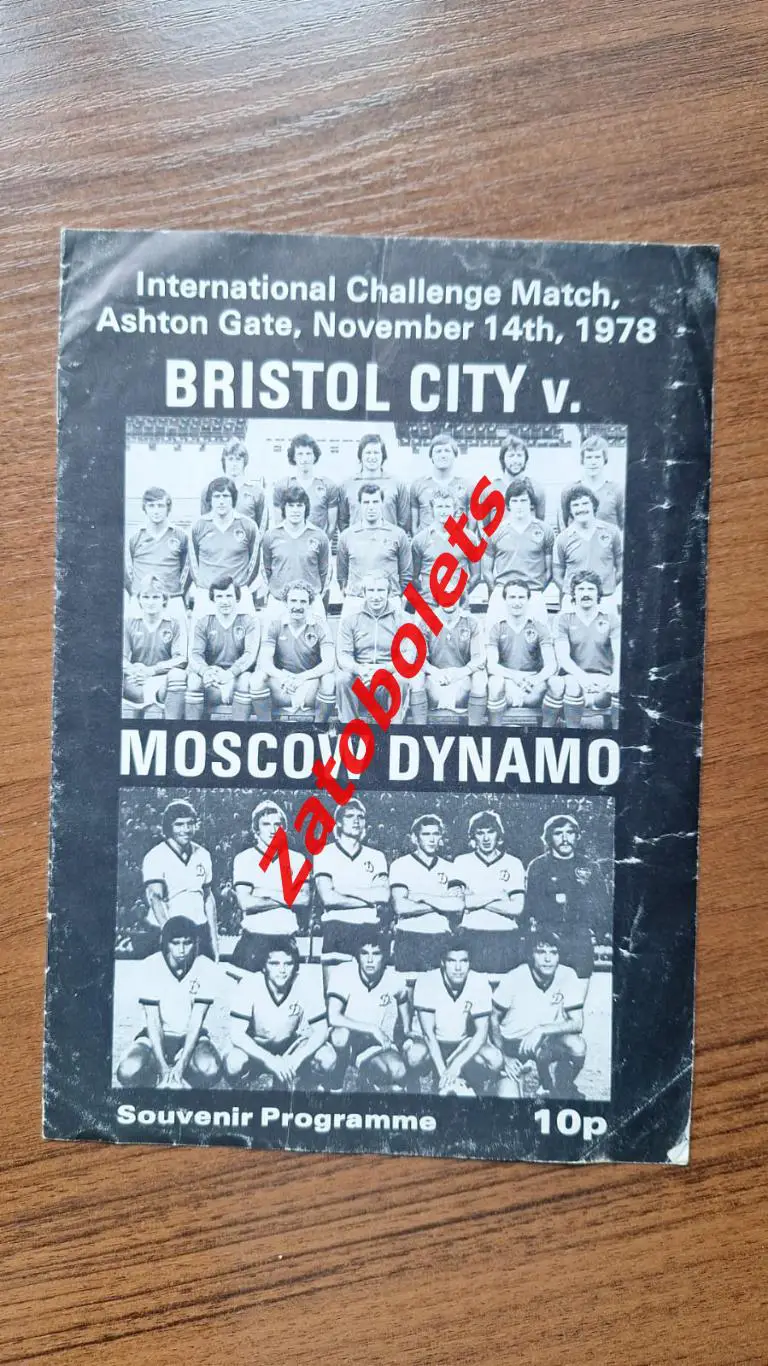 International Challenge Match,
Ashton Gate, November 14th, 1978
BRISTOL CITY v.
MOSCOW DYNAMO
Souvenir Programme 10p
Zatobolets